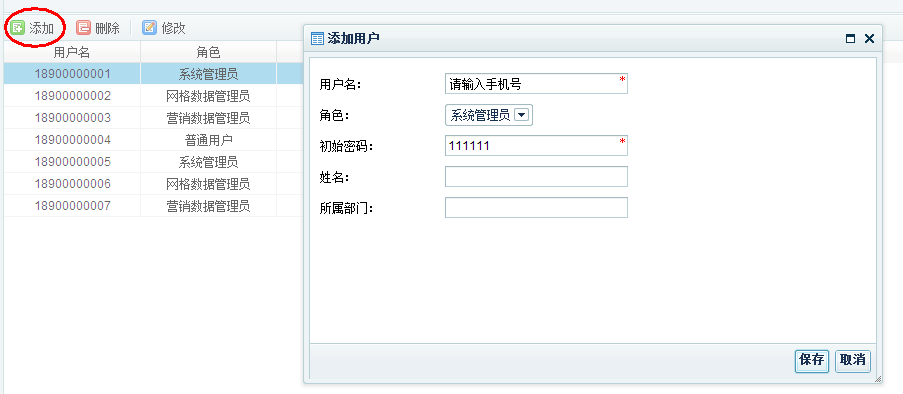 添加 删除 修改
用户名 角色
18900000001 系统管理员
18900000002 网格数据管理员
18900000003 营销数据管理员
18900000004 普通用户
18900000005 系统管理员
18900000006 网格数据管理员
18900000007 营销数据管理员
添加用户
用户名: 请输入手机号 *
角色: 系统管理员
初始密码: 111111 *
姓名:
所属部门:
保存 取消